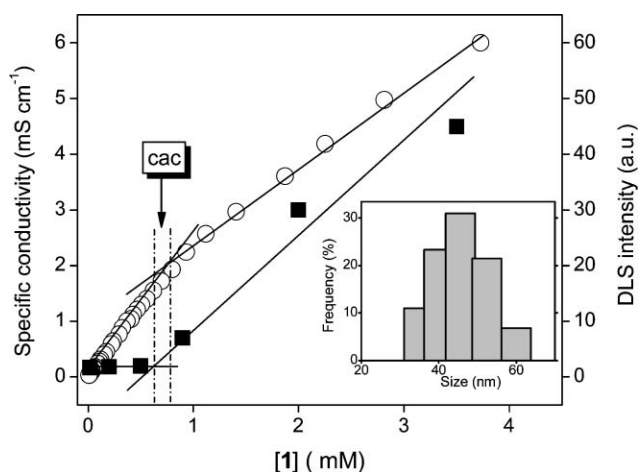 6 60
5 50
4 40
3 30
2 20
1 10
0 0
0 1 2 3 4
Specific conductivity (mS cm⁻¹)
DLS intensity (a.u.)
[1] ( mM)
cac
30
20
10
0
20 40 60
Frequency (%)
Size (nm)